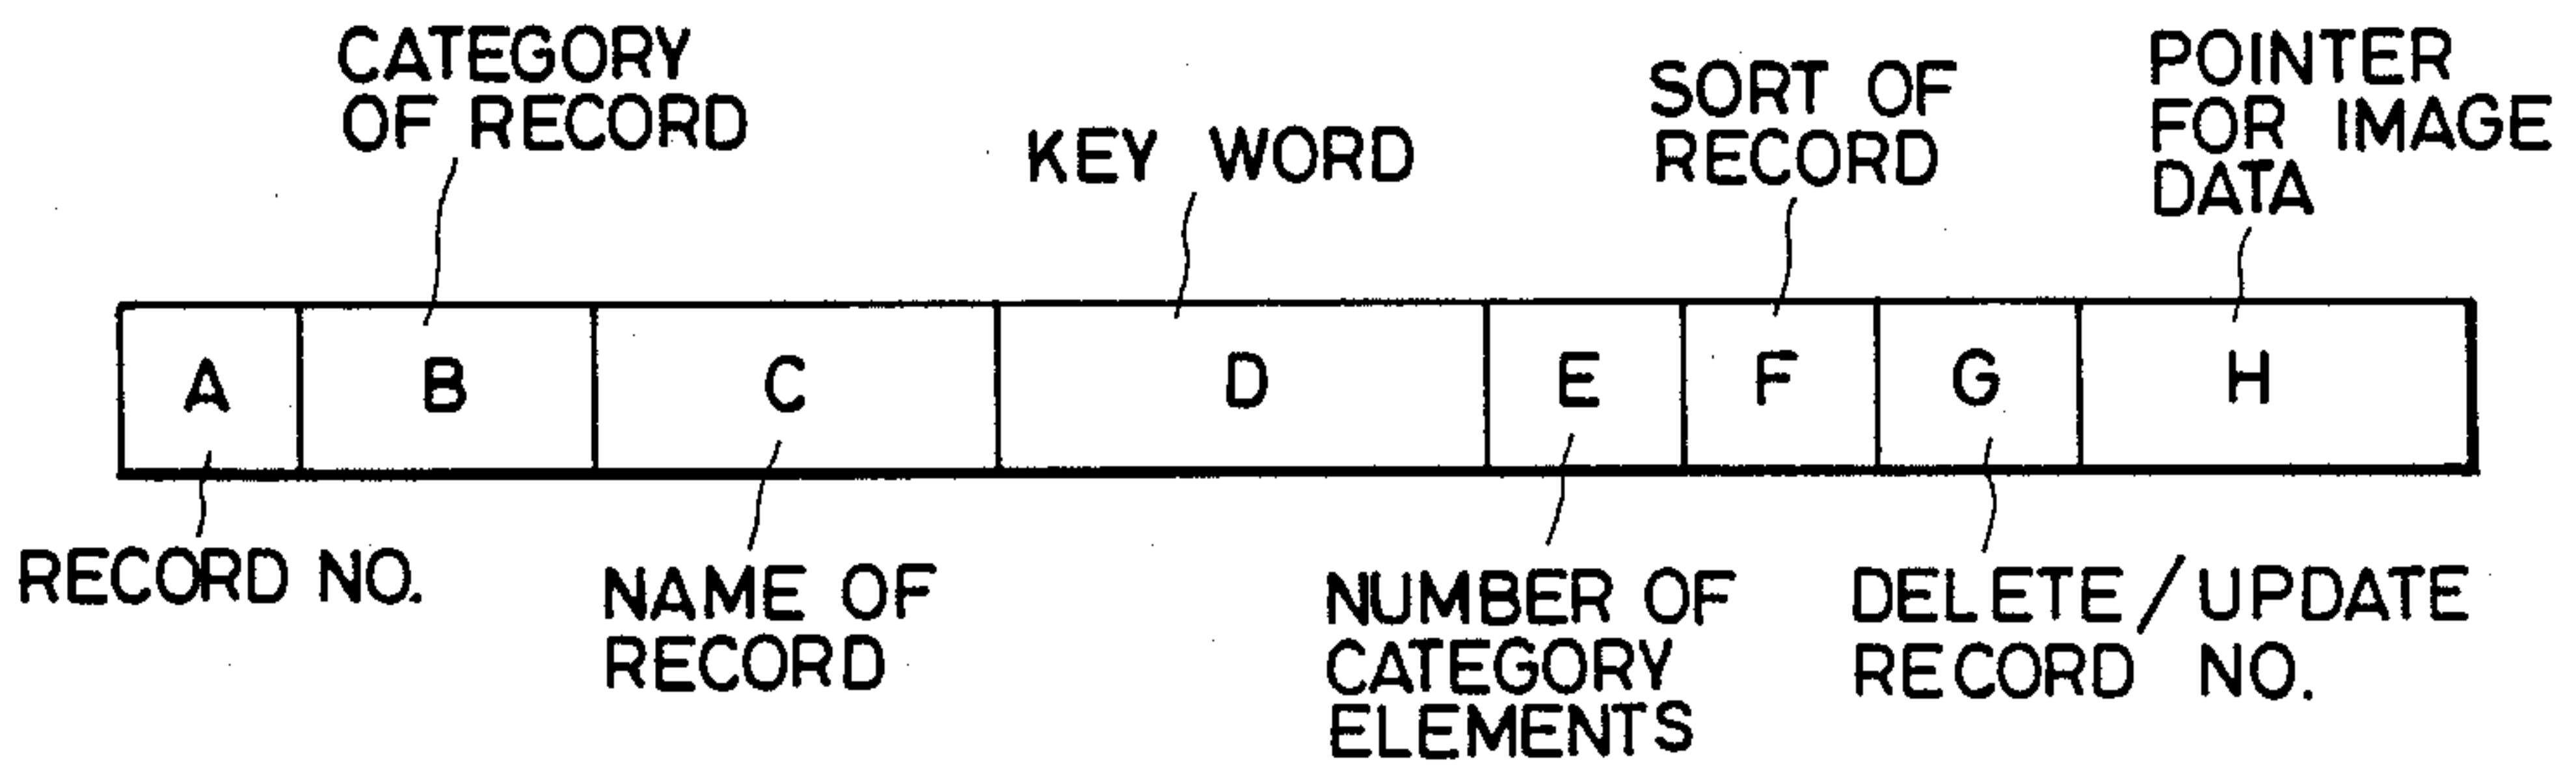 CATEGORY
OF RECORD
KEY WORD
SORT OF
RECORD
POINTER
FOR IMAGE
DATA
A B C D E F G H
RECORD NO.
NAME OF
RECORD
NUMBER OF
CATEGORY
ELEMENTS
DELETE/UPDATE
RECORD NO.